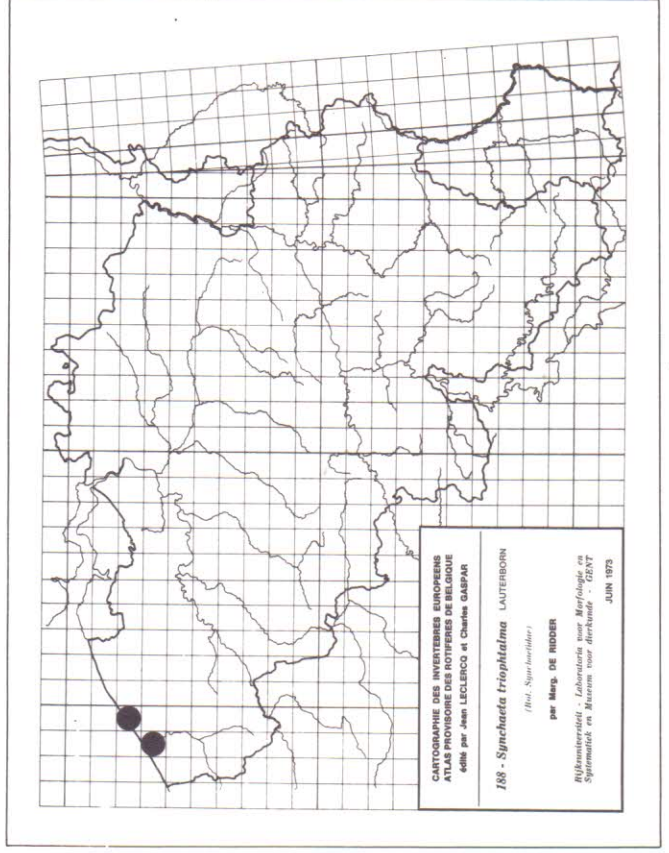 CARTOGRAPHIE DES INVERTEBRES EUROPEENS
ATLAS PROVISOIRE DES ROTIFERES DE BELGIQUE
édité par Jean LECLERCQ et Charles GASPAR
188 - Synchaeta triophtalma LAUTERBORN
(Rot. Synchaetidae)
par Marg. DE RIDDER
Rijksuniversiteit - Laboratoria voor Morfologie en
Systematiek en Museum voor dierkunde - GENT
JUIN 1973